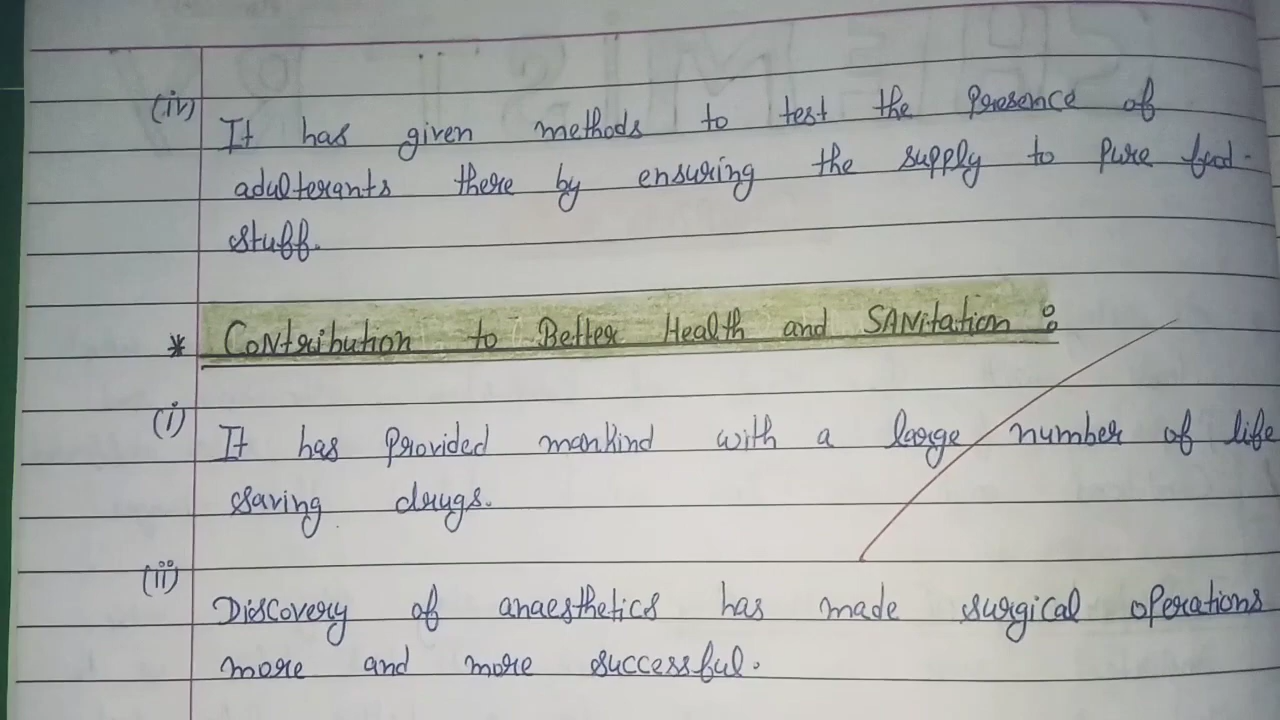 (iv) It has given methods to test the presence of
adulterants there by ensuring the supply to pure food-
stuff.
* CoNtribution to Better Health and SANitation :
(i) It has provided mankind with a large number of life
saving drugs.
(ii) Discovery of anaesthetics has made surgical operations
more and more successful.